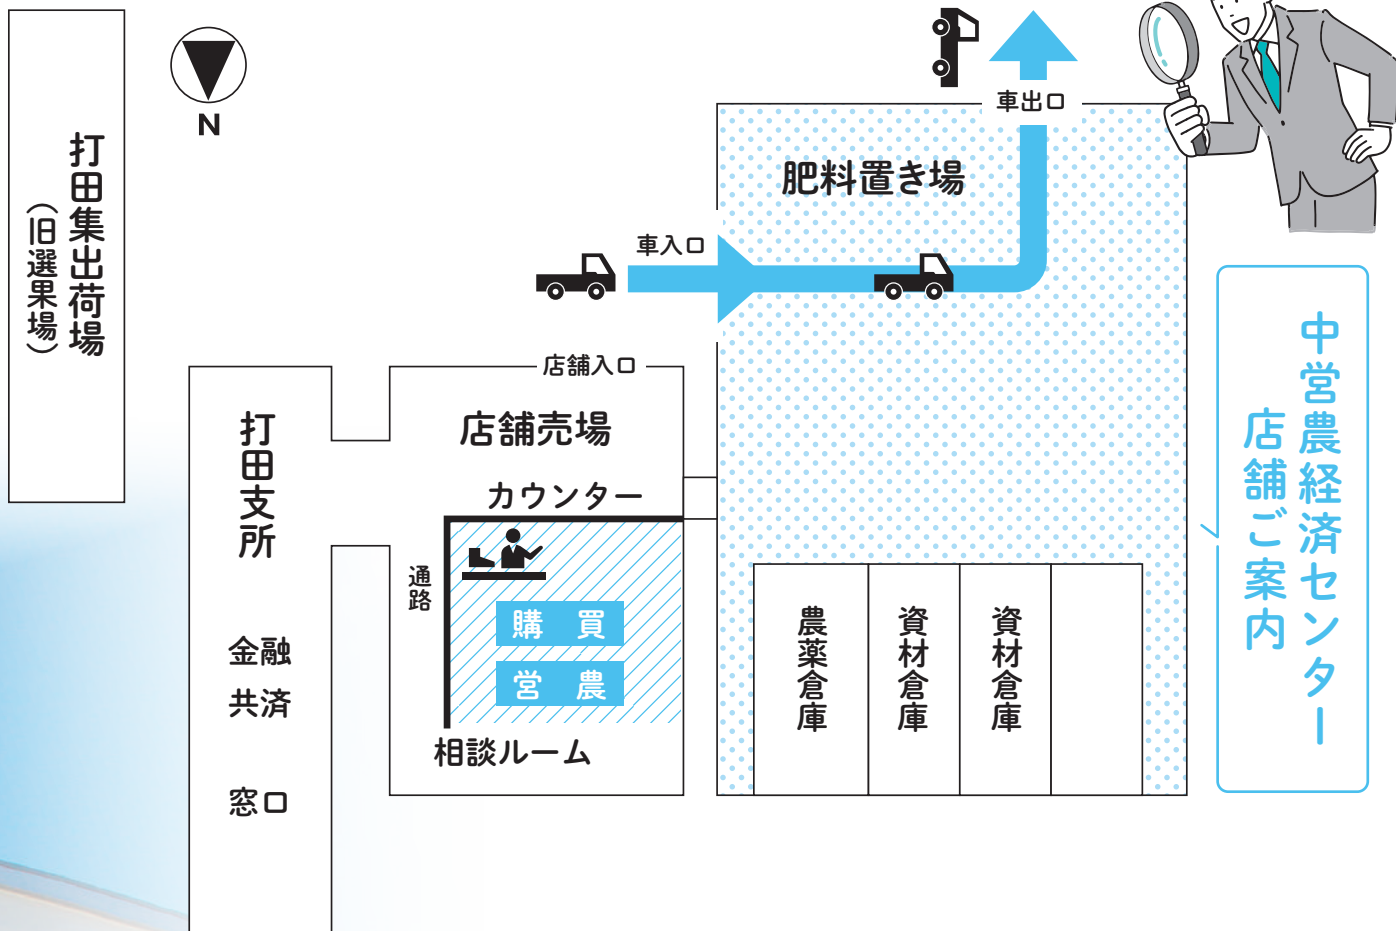 打田集出荷場
（旧選果場）
N
車出口
肥料置き場
車入口
店舗入口
打田支所
店舗売場
カウンター
通路
購買
営農
相談ルーム
金融
共済
窓口
農薬倉庫
資材倉庫
資材倉庫
中営農経済センター
店舗ご案内